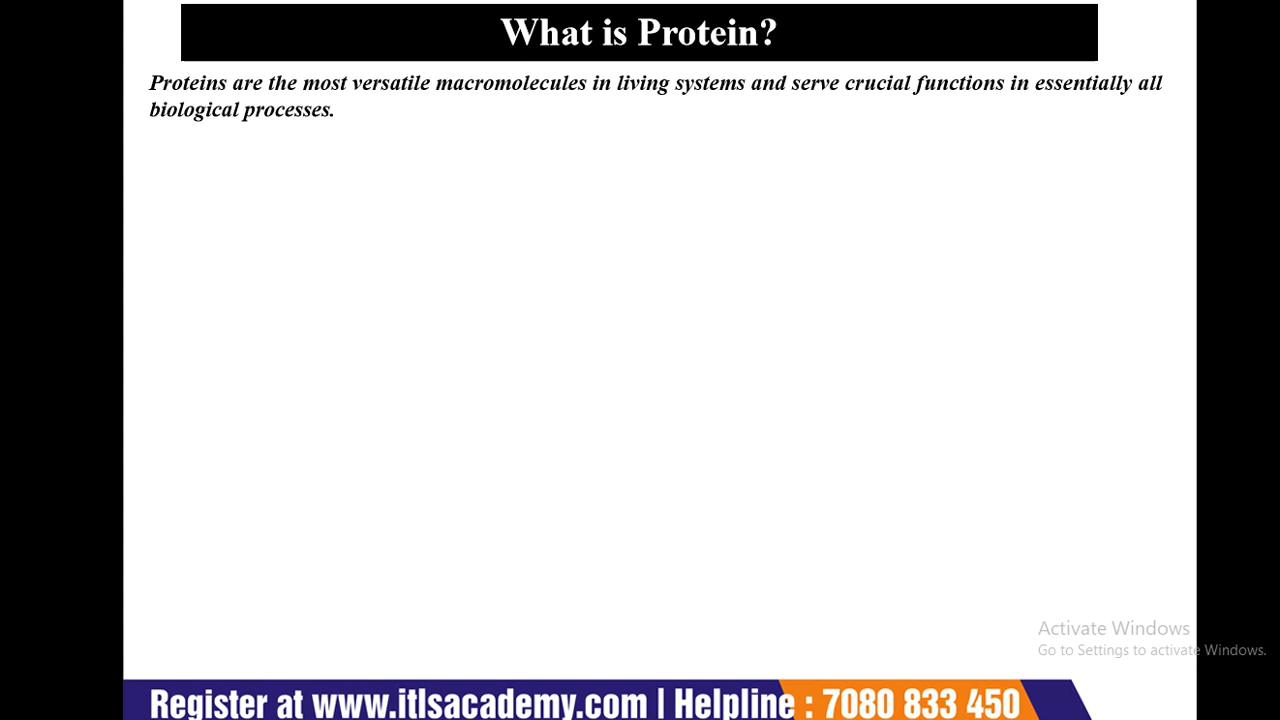 What is Protein?
Proteins are the most versatile macromolecules in living systems and serve crucial functions in essentially all
biological processes.
Activate Windows
Go to Settings to activate Windows.
Register at www.itlsacademy.com | Helpline : 7080 833 450